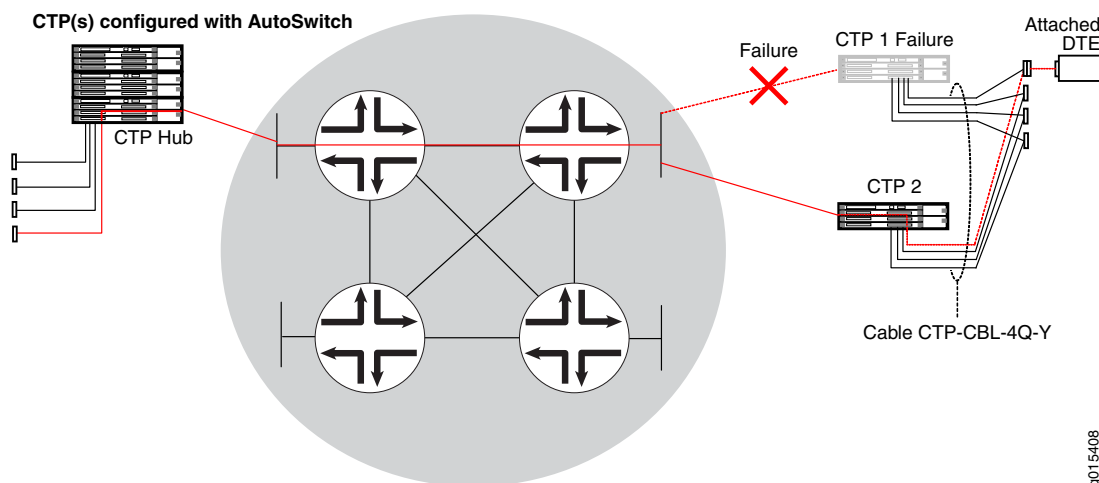 CTP(s) configured with AutoSwitch
CTP Hub
Failure
CTP 1 Failure
Attached
DTE
CTP 2
Cable CTP-CBL-4Q-Y
g015408